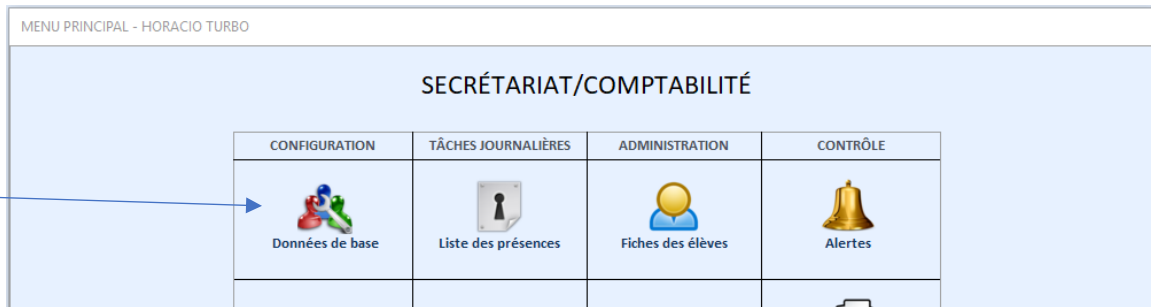 MENU PRINCIPAL - HORACIO TURBO
SECRÉTARIAT/COMPTABILITÉ
CONFIGURATION TÂCHES JOURNALIÈRES ADMINISTRATION CONTRÔLE
Données de base Liste des présences Fiches des élèves Alertes